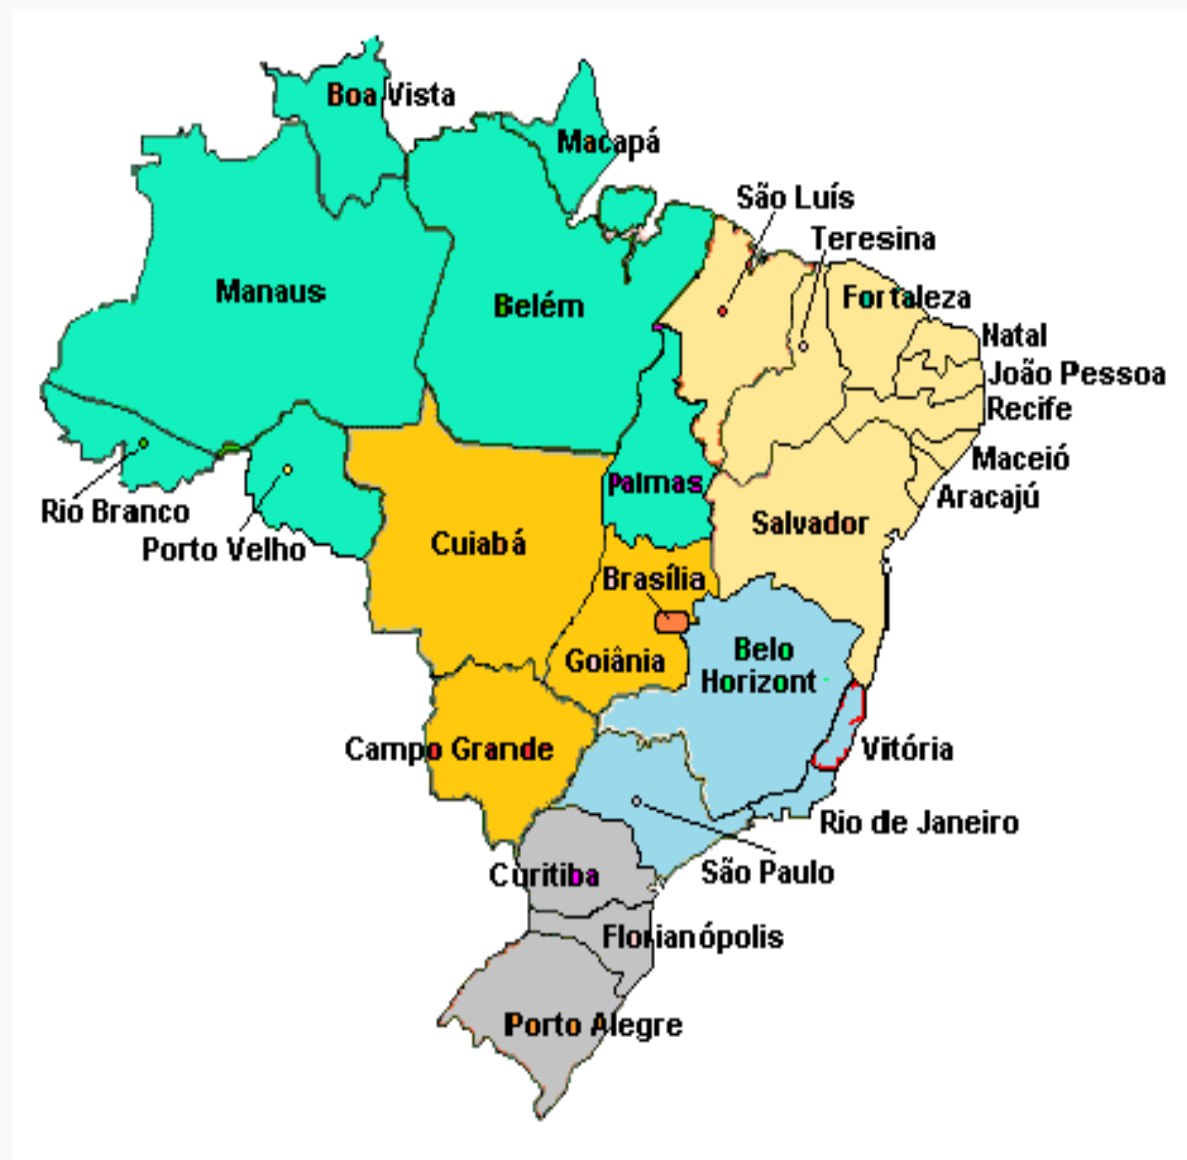 Boa Vista
Macapá
São Luís
Teresina
Manaus
Belém
Fortaleza
Natal
João Pessoa
Recife
Maceió
Aracajú
Rio Branco
Porto Velho
Palmas
Salvador
Cuiabá
Brasília
Goiânia
Belo
Horizont
Campo Grande
Vitória
Rio de Janeiro
São Paulo
Curitiba
Florianópolis
Porto Alegre